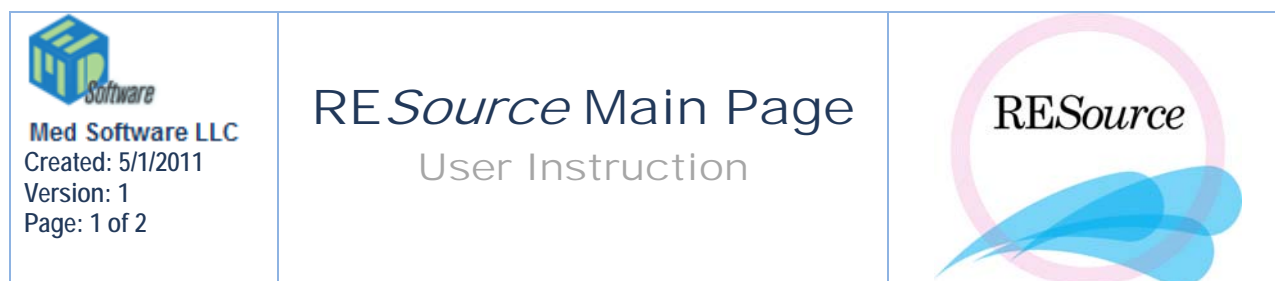 Software
Med Software LLC
Created: 5/1/2011
Version: 1
Page: 1 of 2
RESource Main Page
User Instruction
RESource